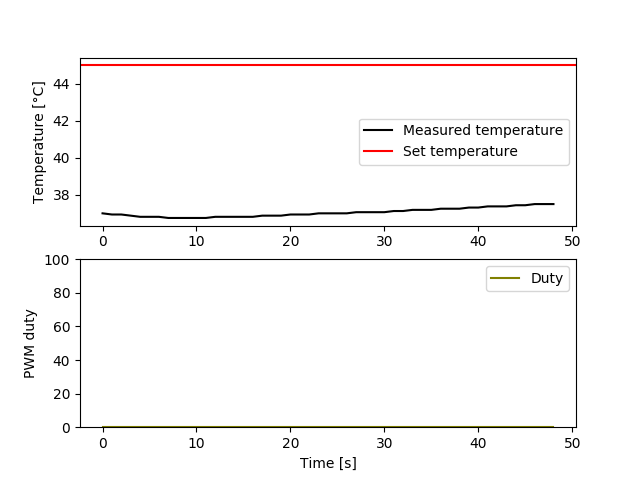 44
42
40
38
Temperature [°C]
Measured temperature
Set temperature
0 10 20 30 40 50
100
80
60
40
20
0
PWM duty
Duty
0 10 20 30 40 50
Time [s]